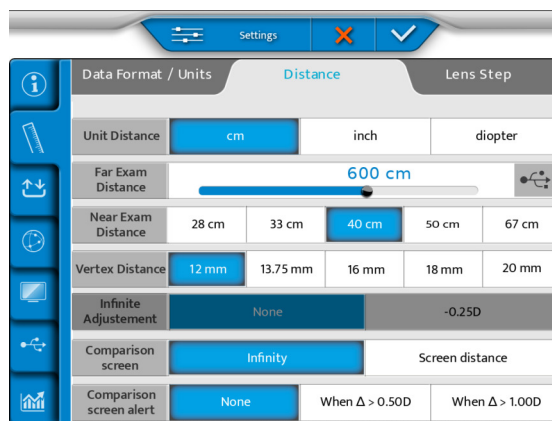 Settings
Data Format / Units Distance Lens Step
Unit Distance cm inch diopter
Far Exam Distance 600 cm
Near Exam Distance 28 cm 33 cm 40 cm 50 cm 67 cm
Vertex Distance 12 mm 13.75 mm 16 mm 18 mm 20 mm
Infinite Adjustement None -0.25D
Comparison screen Infinity Screen distance
Comparison screen alert None When Δ > 0.50D When Δ > 1.00D